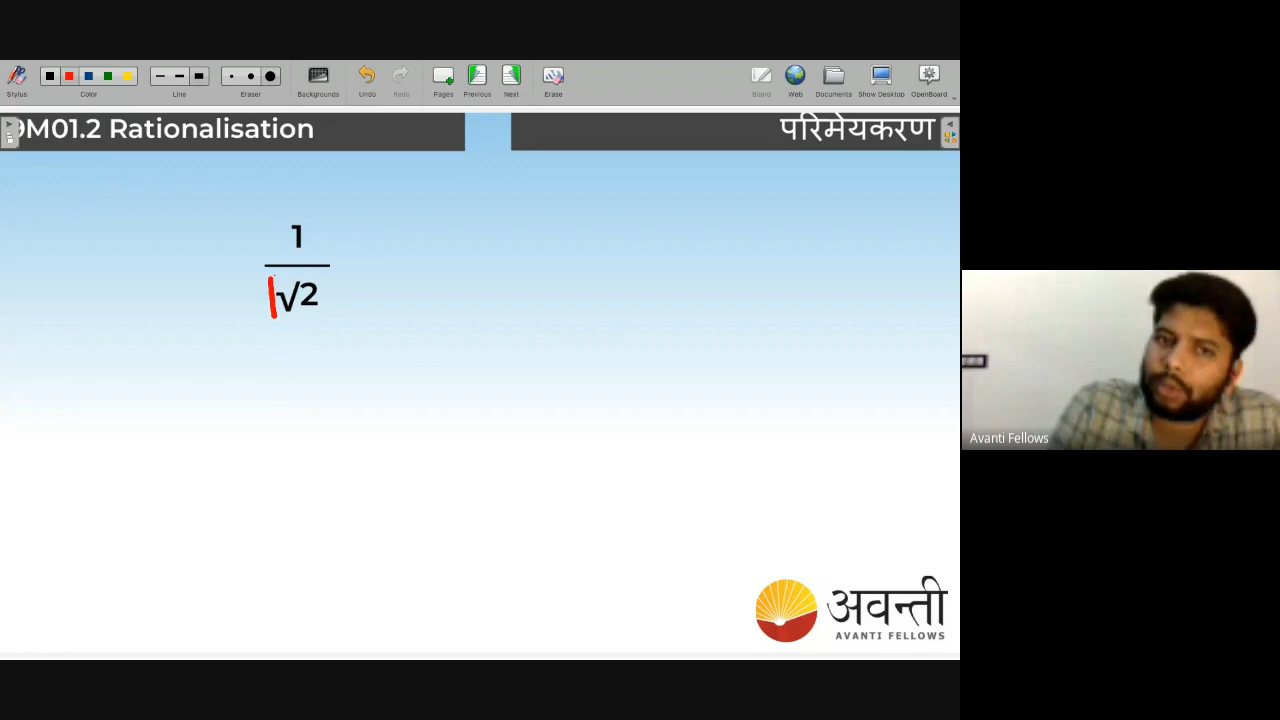 Stylus
Color
Line
Eraser
Backgrounds
Undo
Redo
Pages
Previous
Next
Erase
Board
Web
Documents
Show Desktop
OpenBoard
9M01.2 Rationalisation
परिमेयकरण
1
√2
Avanti Fellows
अवन्ती
AVANTI FELLOWS